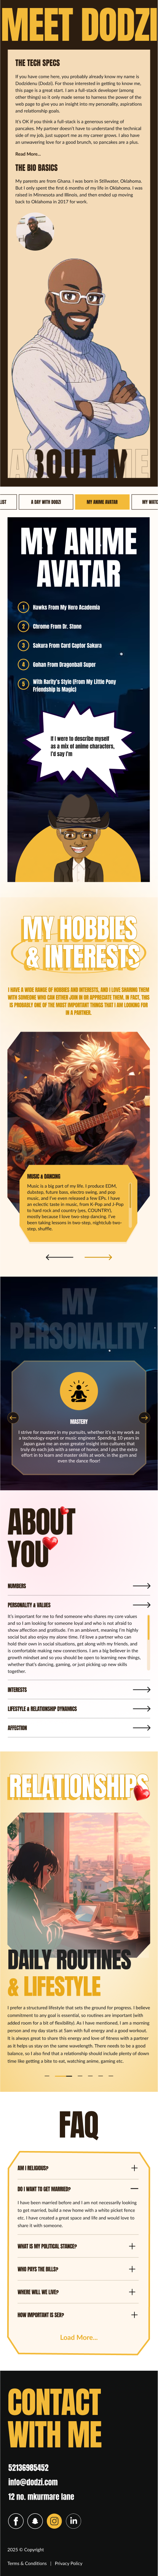 MEET DODZI
THE TECH SPECS
If you have come here, you probably already know my name is
Dushdane (Dodzi). For those interested in getting to know me,
this page is a great start. I am a full-stack developer (among
other things) so it only made sense to harness the power of the
web page to give you an insight into my personality, aspirations
and relationship goals.
It's OK if you think a full-stack is a generous serving of
pancakes. My partner doesn't have to understand the technical
side of my job, just support me as my career grows. I also have
an unwavering love for a good brunch, so pancakes are a plus.
Read More...
THE BIO BASICS
My parents are from Ghana. I was born in Stillwater, Oklahoma.
But I only spent the first 6 months of my life in Oklahoma. I was
raised in Minnesota and Illinois, and then ended up moving
back to Oklahoma in 2017 for work.
ABOUT ME
LIST
A DAY WITH DODZI
MY ANIME AVATAR
MY MATC
MY ANIME
AVATAR
1 Hawks From My Hero Academia
2 Chrome From Dr. Stone
3 Sakura From Card Captor Sakura
4 Gohan From Dragonball Super
5 With Rarity's Style (From My Little Pony
Friendship Is Magic)
If I were to describe myself
as a mix of anime characters,
I'd say I'm
MY HOBBIES
& INTERESTS
I HAVE A WIDE RANGE OF HOBBIES AND INTERESTS, AND I LOVE SHARING THEM
WITH SOMEONE WHO CAN EITHER JOIN IN OR APPRECIATE THEM. IN FACT, THIS
IS PROBABLY ONE OF THE MOST IMPORTANT THINGS THAT I AM LOOKING FOR
IN A PARTNER.
MUSIC & DANCING
Music is a big part of my life. I produce EDM,
dubstep, future bass, electro swing, and pop
music, and I've even released a few EPs. I have
an eclectic taste in music, from K-Pop and J-Pop
to hard rock and country (yes, COUNTRY),
mostly because I love two-step dancing. I've
been taking lessons in two-step, nightclub two-
step, shuffle.
MY
PERSONALITY
MASTERY
I strive for mastery in my pursuits, whether it's in my work as
a technology expert or music engineer. Spending 10 years in
Japan gave me an even greater insight into cultures that
truly do each job with a sense of honor, and I use that to
put the extra effort in at work, in the gym and
even the dance floor!
ABOUT
YOU
NUMBERS
PERSONALITY & VALUES
It's important for me to find someone who shares my core values
and so I am looking for someone loyal and who is not afraid to
show affection and gratitude. I'm an ambivert, meaning that I'm
equally introverted and extroverted. I'd love a partner who can
hold their own in social situations, get along with my friends, and
is comfortable making new connections. I am a big believer in the
growth mindset and so you should be open to learning new things,
whether that's dancing, gaming, or just picking up new skills
together.
INTERESTS
LIFESTYLE & RELATIONSHIP DYNAMICS
AFFECTION
RELATIONSHIPS
DAILY ROUTINES
& LIFESTYLE
I prefer a structured lifestyle that sets the ground for progress. I believe
commitment to any goal is essential, so routines are important to me (with
added room for a bit of flexibility). As I have mentioned, I am a morning
person and my day starts at 5am with full energy and a good workout.
It is always great to share this energy and love of fitness with a partner
as it helps us stay on the same wavelength. There needs to be a good
balance, so I also find that a relationship should include plenty of down
time like getting a bite to eat, watching anime, gaming etc.
FAQ
AM I RELIGIOUS?
DO I WANT TO GET MARRIED?
I have been married before and I am not necessarily looking
to get married, build a new home with a white picket fence
etc. I have created a great space and life and would love to
share it with someone.
WHAT IS MY POLITICAL STANCE?
WHO PAYS THE BILLS?
WHERE WILL WE LIVE?
HOW IMPORTANT IS SEX?
Load More...
CONTACT
WITH ME
52136985452
info@dodzi.com
12 no. mkurmare lane
2025 © Copyright
Terms & Conditions | Privacy Policy